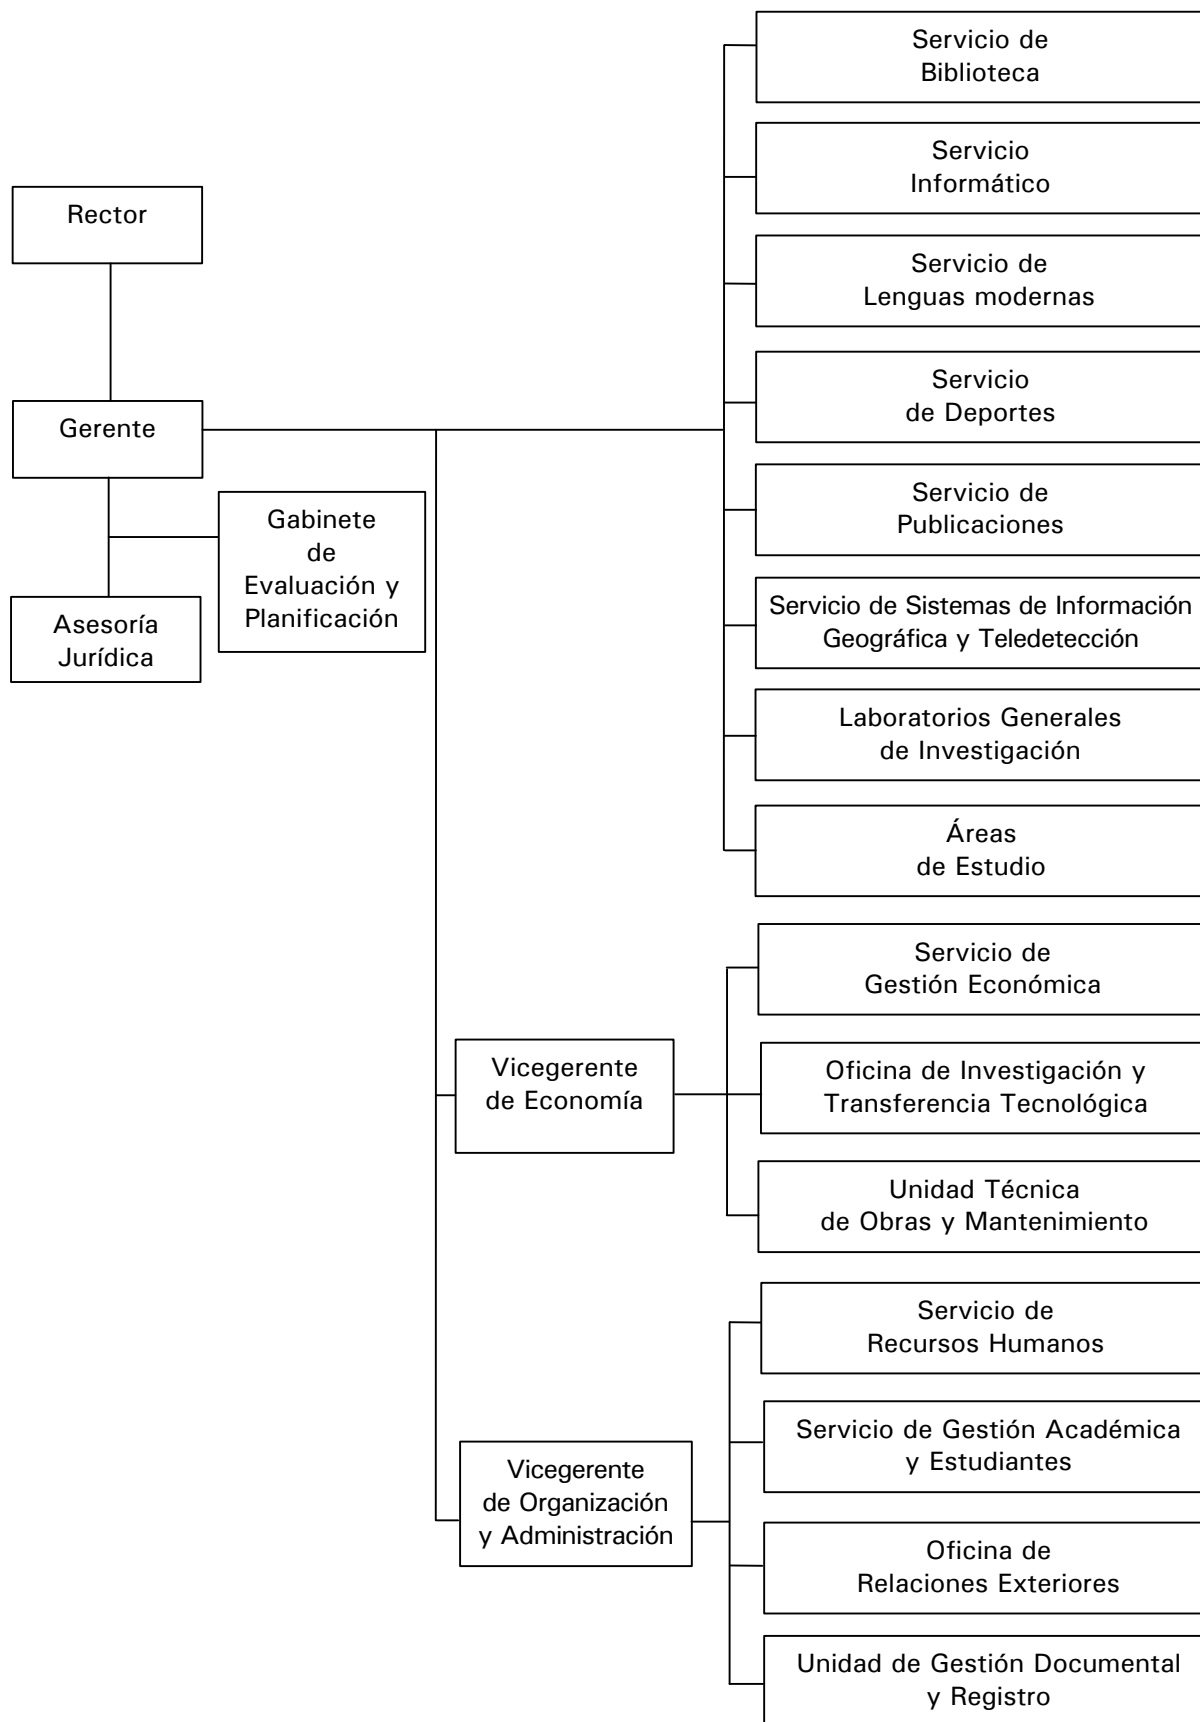 Rector
Gerente
Gabinete
de
Evaluación y
Planificación
Asesoría
Jurídica
Servicio de
Biblioteca
Servicio
Informático
Servicio de
Lenguas modernas
Servicio
de Deportes
Servicio de
Publicaciones
Servicio de Sistemas de Información
Geográfica y Teledetección
Laboratorios Generales
de Investigación
Áreas
de Estudio
Vicegerente
de Economía
Servicio de
Gestión Económica
Oficina de Investigación y
Transferencia Tecnológica
Unidad Técnica
de Obras y Mantenimiento
Vicegerente
de Organización
y Administración
Servicio de
Recursos Humanos
Servicio de Gestión Académica
y Estudiantes
Oficina de
Relaciones Exteriores
Unidad de Gestión Documental
y Registro